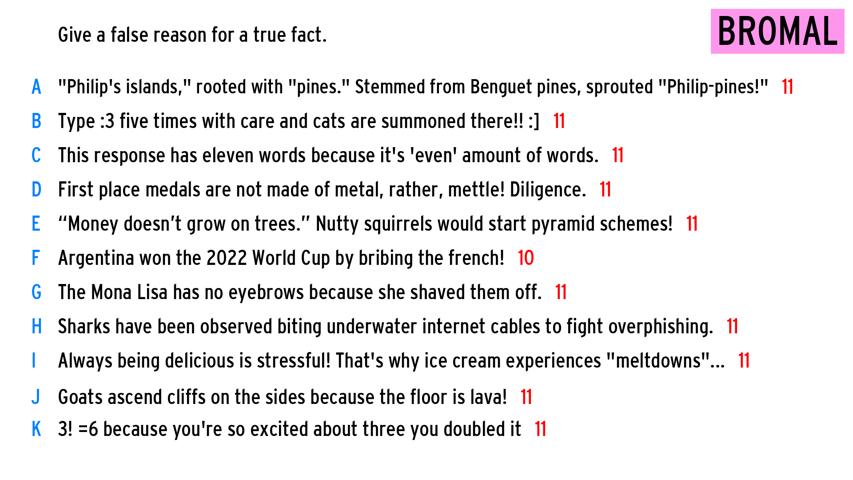 Give a false reason for a true fact.
BROMAL
A "Philip's islands," rooted with "pines." Stemmed from Benguet pines, sprouted "Philip-pines!" 11
B Type :3 five times with care and cats are summoned there!! :] 11
C This response has eleven words because it's 'even' amount of words. 11
D First place medals are not made of metal, rather, mettle! Diligence. 11
E “Money doesn’t grow on trees.” Nutty squirrels would start pyramid schemes! 11
F Argentina won the 2022 World Cup by bribing the french! 10
G The Mona Lisa has no eyebrows because she shaved them off. 11
H Sharks have been observed biting underwater internet cables to fight overphishing. 11
I Always being delicious is stressful! That's why ice cream experiences "meltdowns"... 11
J Goats ascend cliffs on the sides because the floor is lava! 11
K 3! =6 because you're so excited about three you doubled it 11